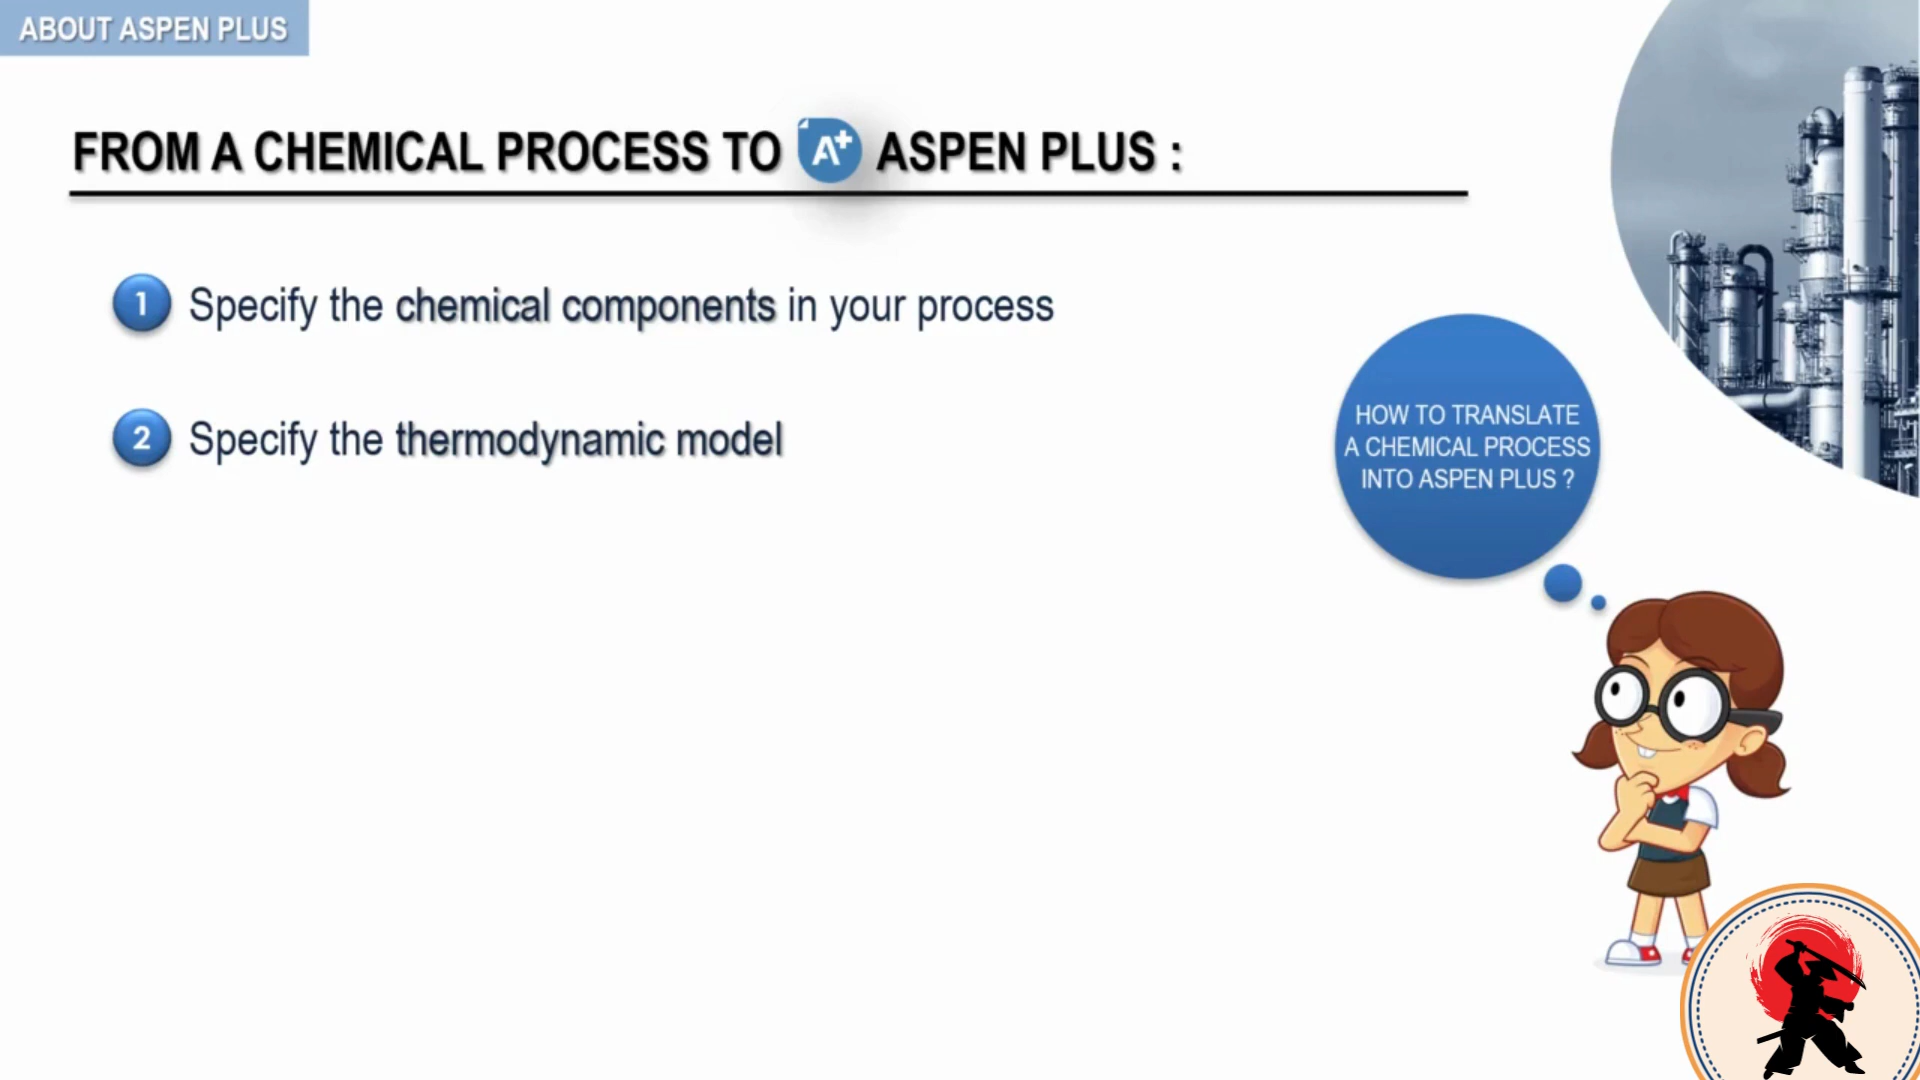 ABOUT ASPEN PLUS
FROM A CHEMICAL PROCESS TO A+ ASPEN PLUS :
1 Specify the chemical components in your process
2 Specify the thermodynamic model
HOW TO TRANSLATE
A CHEMICAL PROCESS
INTO ASPEN PLUS ?